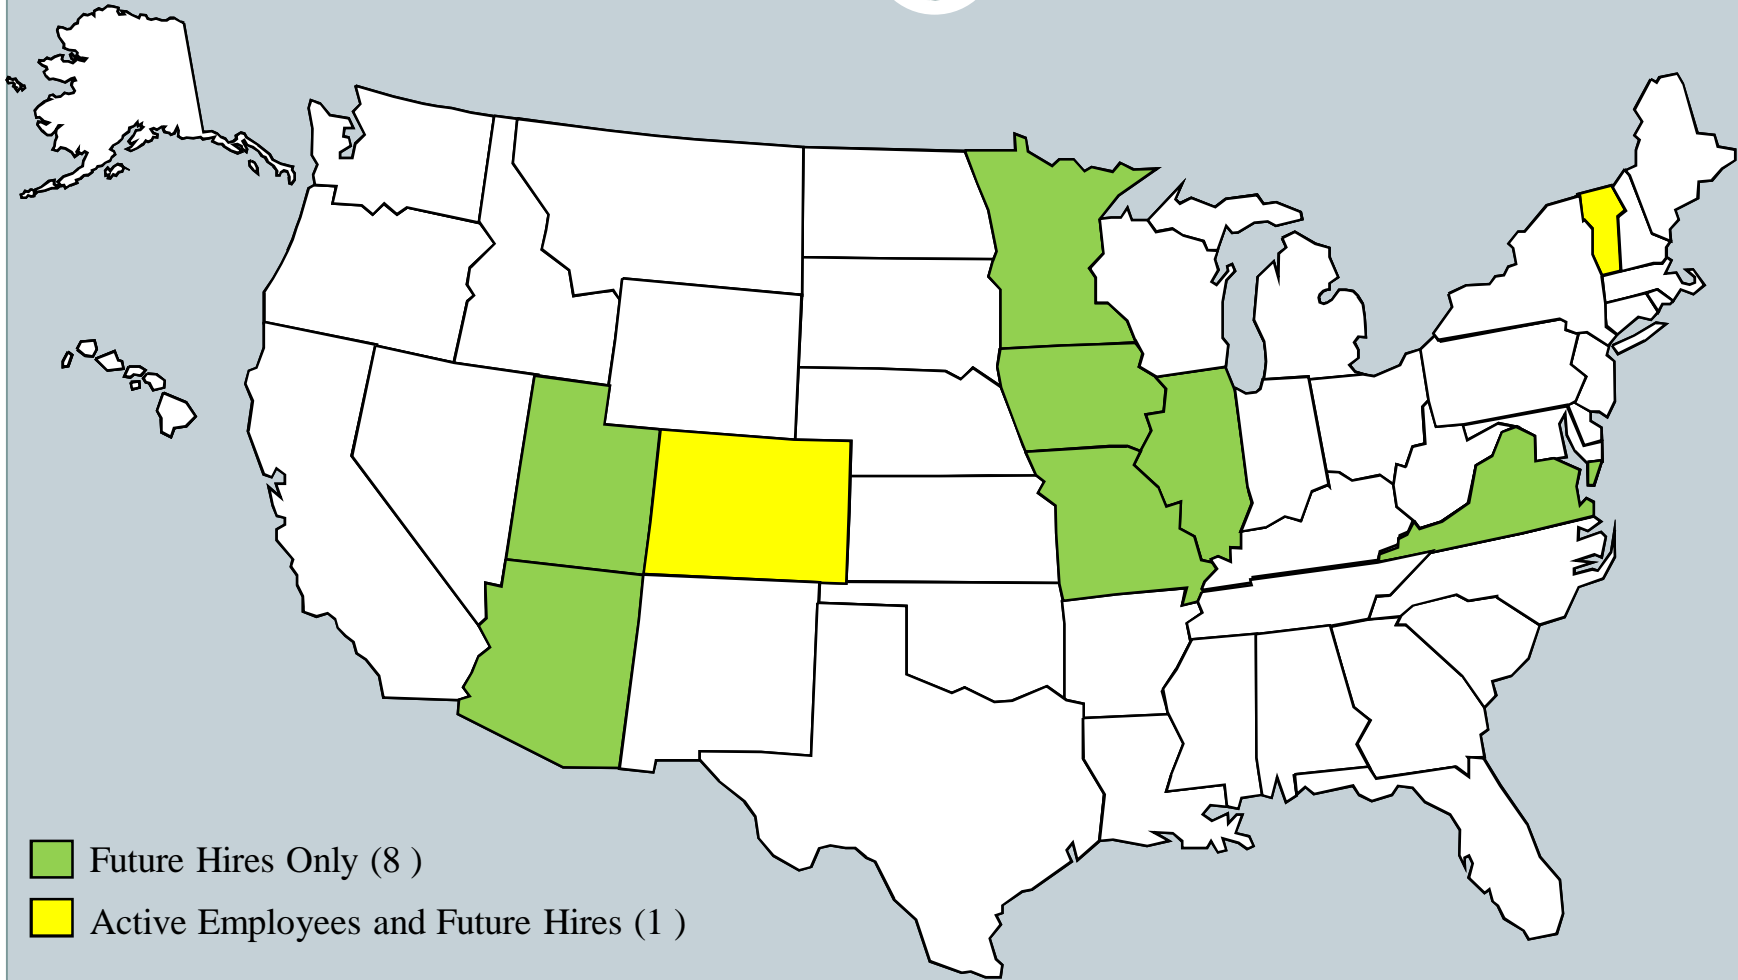 Future Hires Only (8 )
Active Employees and Future Hires (1 )